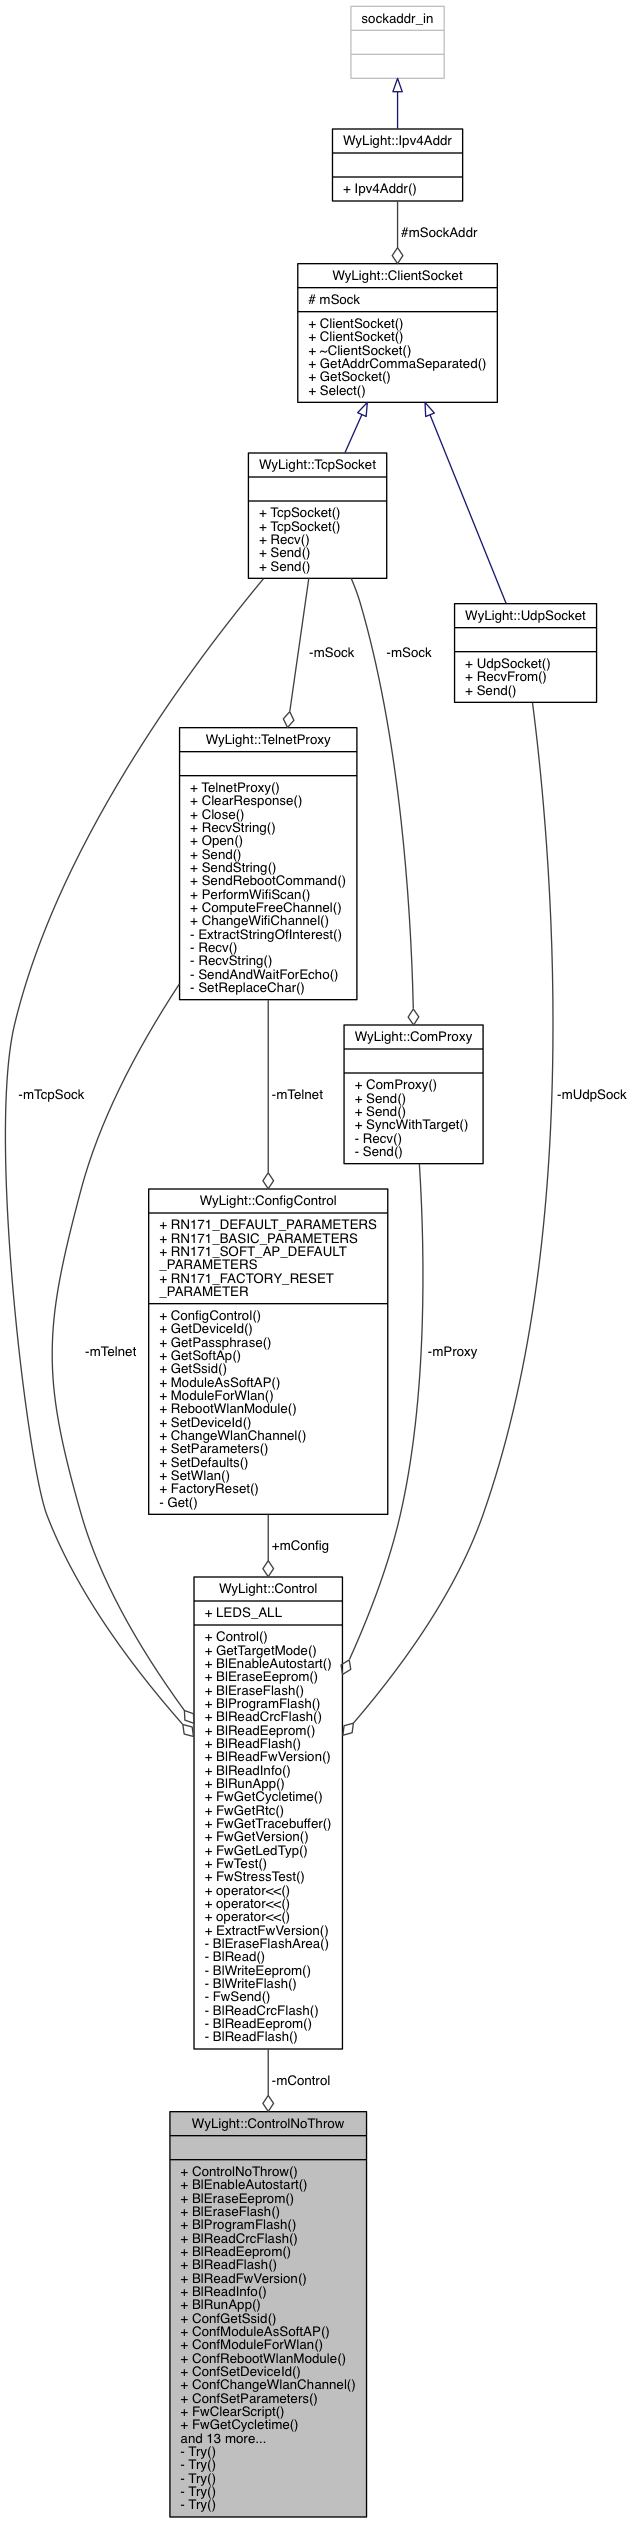 sockaddr_in
WyLight::Ipv4Addr
+ Ipv4Addr()
#mSockAddr
WyLight::ClientSocket
# mSock
+ ClientSocket()
+ ClientSocket()
+ ~ClientSocket()
+ GetAddrCommaSeparated()
+ GetSocket()
+ Select()
WyLight::TcpSocket
+ TcpSocket()
+ TcpSocket()
+ Recv()
+ Send()
+ Send()
WyLight::UdpSocket
+ UdpSocket()
+ RecvFrom()
+ Send()
-mSock
-mSock
WyLight::TelnetProxy
+ TelnetProxy()
+ ClearResponse()
+ Close()
+ RecvString()
+ Open()
+ Send()
+ SendString()
+ SendRebootCommand()
+ PerformWifiScan()
+ ComputeFreeChannel()
+ ChangeWifiChannel()
- ExtractStringOfInterest()
- Recv()
- RecvString()
- SendAndWaitForEcho()
- SetReplaceChar()
WyLight::ComProxy
+ ComProxy()
+ Send()
+ Send()
+ SyncWithTarget()
- Recv()
- Send()
-mTcpSock
-mTelnet
-mUdpSock
WyLight::ConfigControl
+ RN171_DEFAULT_PARAMETERS
+ RN171_BASIC_PARAMETERS
+ RN171_SOFT_AP_DEFAULT
_PARAMETERS
+ RN171_FACTORY_RESET
_PARAMETER
+ ConfigControl()
+ GetDeviceId()
+ GetPassphrase()
+ GetSoftAp()
+ GetSsid()
+ ModuleAsSoftAP()
+ ModuleForWlan()
+ RebootWlanModule()
+ SetDeviceId()
+ ChangeWlanChannel()
+ SetParameters()
+ SetDefaults()
+ SetWlan()
+ FactoryReset()
- Get()
-mTelnet
-mProxy
+mConfig
WyLight::Control
+ LEDS_ALL
+ Control()
+ GetTargetMode()
+ BlEnableAutostart()
+ BlEraseEeprom()
+ BlEraseFlash()
+ BlProgramFlash()
+ BlReadCrcFlash()
+ BlReadEeprom()
+ BlReadFlash()
+ BlReadFwVersion()
+ BlReadInfo()
+ BlRunApp()
+ FwGetCycletime()
+ FwGetRtc()
+ FwGetTracebuffer()
+ FwGetVersion()
+ FwGetLedTyp()
+ FwTest()
+ FwStressTest()
+ operator<<()
+ operator<<()
+ operator<<()
+ ExtractFwVersion()
- BlEraseFlashArea()
- BlRead()
- BlWriteEeprom()
- BlWriteFlash()
- FwSend()
- BlReadCrcFlash()
- BlReadEeprom()
- BlReadFlash()
-mControl
WyLight::ControlNoThrow
+ ControlNoThrow()
+ BlEnableAutostart()
+ BlEraseEeprom()
+ BlEraseFlash()
+ BlProgramFlash()
+ BlReadCrcFlash()
+ BlReadEeprom()
+ BlReadFlash()
+ BlReadFwVersion()
+ BlReadInfo()
+ BlRunApp()
+ ConfGetSsid()
+ ConfModuleAsSoftAP()
+ ConfModuleForWlan()
+ ConfRebootWlanModule()
+ ConfSetDeviceId()
+ ConfChangeWlanChannel()
+ ConfSetParameters()
+ FwClearScript()
+ FwGetCycletime()
and 13 more...
- Try()
- Try()
- Try()
- Try()
- Try()